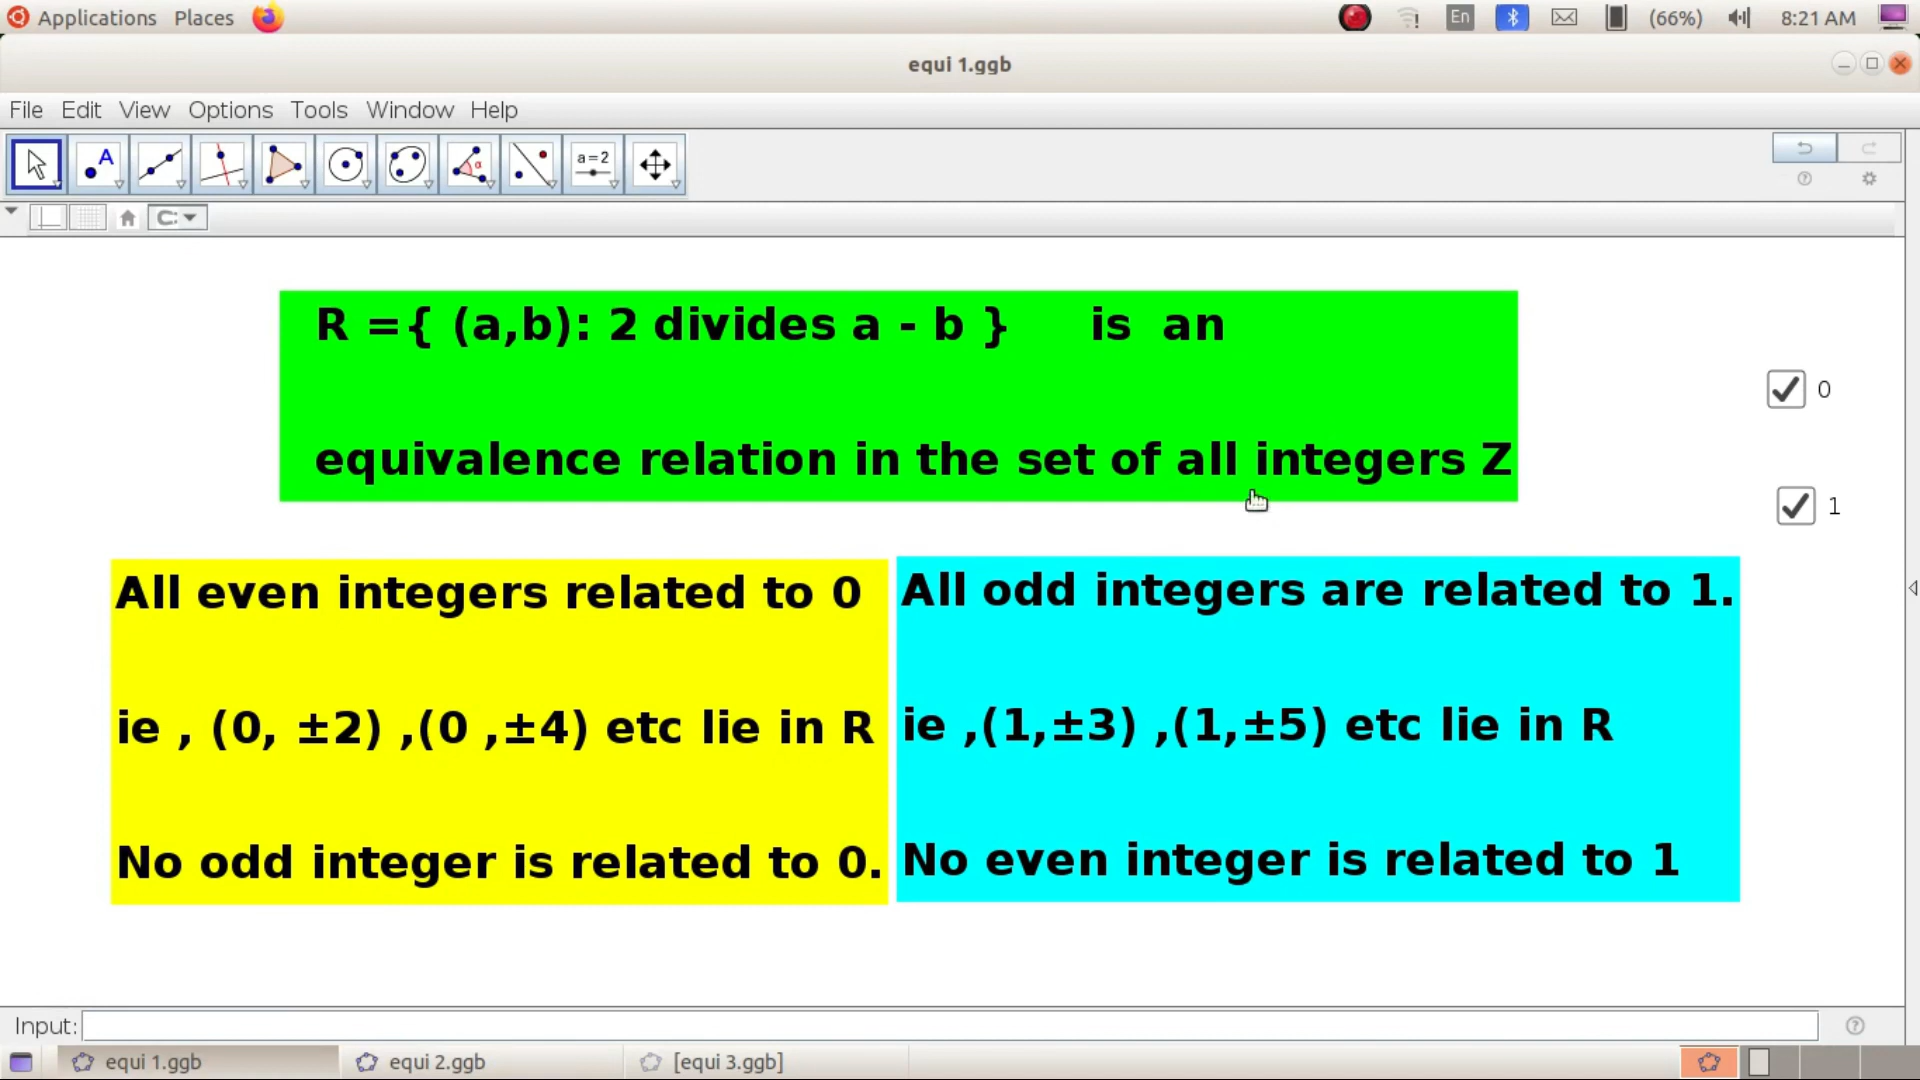 Applications Places En (66%) 8:21 AM
equi 1.ggb
File Edit View Options Tools Window Help
A α a=2
C:
R ={ (a,b): 2 divides a - b } is an
equivalence relation in the set of all integers Z
0
1
All even integers related to 0
ie , (0, ±2) ,(0 ,±4) etc lie in R
No odd integer is related to 0.
All odd integers are related to 1.
ie ,(1,±3) ,(1,±5) etc lie in R
No even integer is related to 1
Input:
equi 1.ggb equi 2.ggb [equi 3.ggb]